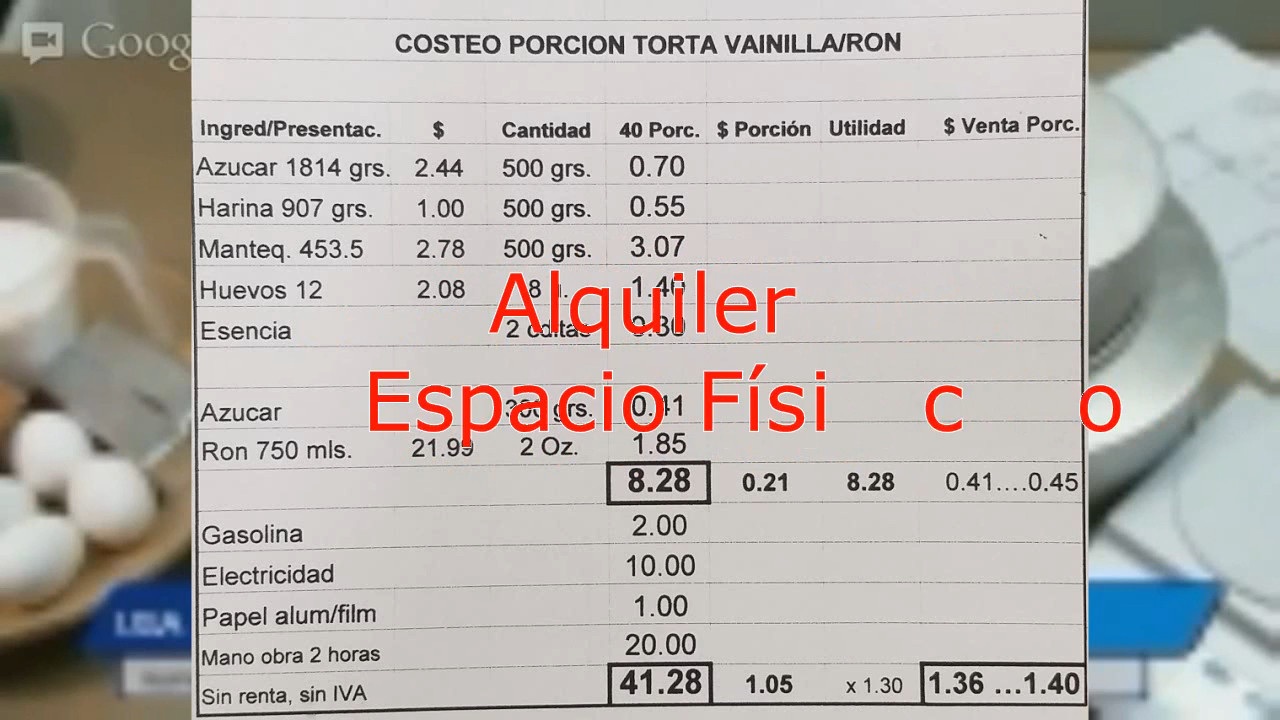 Goog
COSTEO PORCION TORTA VAINILLA/RON
Ingred/Presentac. $ Cantidad 40 Porc. $ Porción Utilidad $ Venta Porc.
Azucar 1814 grs. 2.44 500 grs. 0.70
Harina 907 grs. 1.00 500 grs. 0.55
Manteq. 453.5 2.78 500 grs. 3.07
Huevos 12 2.08 8
Alquiler
Esencia 2 cditas
Espacio Físi c o
Azucar grs. 0.41
Ron 750 mls. 21.99 2 Oz. 1.85
8.28 0.21 8.28 0.41....0.45
Gasolina 2.00
Electricidad 10.00
Papel alum/film 1.00
Mano obra 2 horas 20.00
Sin renta, sin IVA 41.28 1.05 x 1.30 1.36 ...1.40